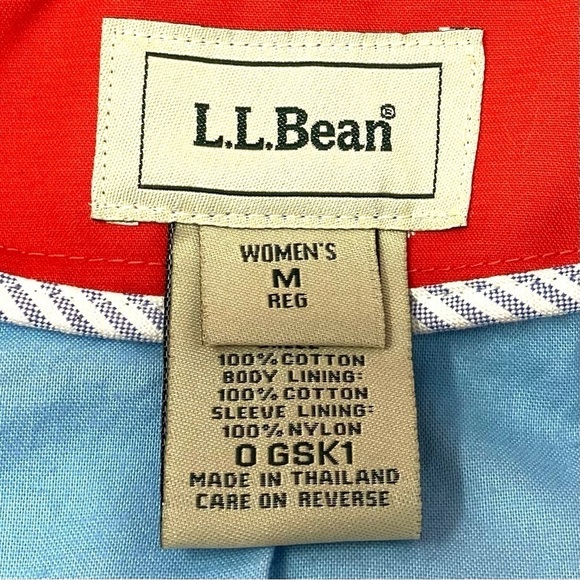 L.L.Bean®
WOMEN'S
M
REG
100% COTTON
BODY LINING:
100% COTTON
SLEEVE LINING:
100% NYLON
0 GSK1
MADE IN THAILAND
CARE ON REVERSE